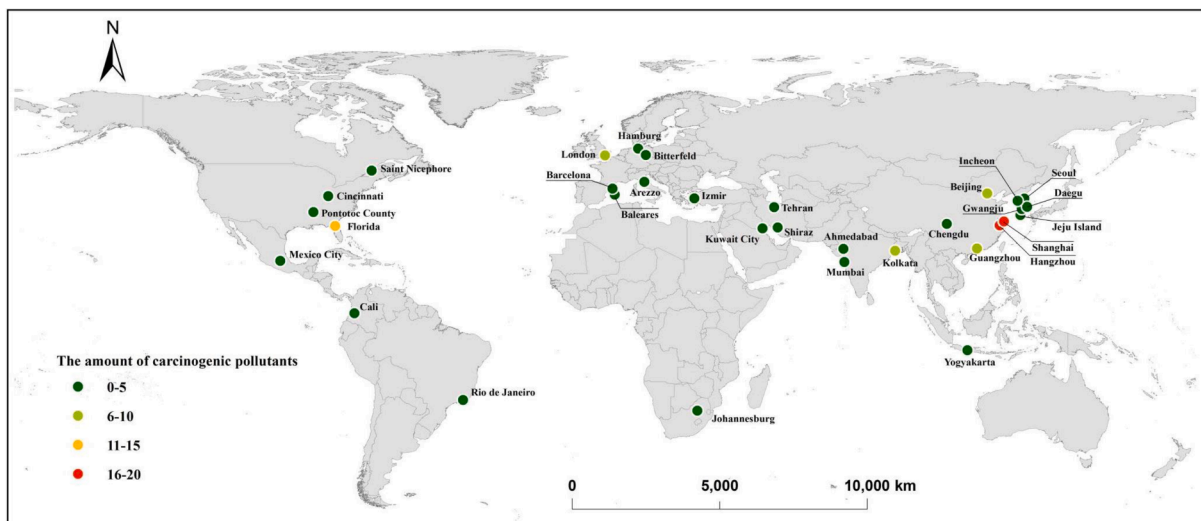 N
Hamburg
London
Bitterfeld
Saint Nicephore
Incheon
Seoul
Barcelona
Beijing
Cincinnati
Arezzo
Izmir
Daegu
Pontotoc County
Baleares
Tehran
Gwangju
Florida
Jeju Island
Kuwait City
Shiraz
Ahmedabad
Chengdu
Shanghai
Mexico City
Mumbai
Kolkata
Guangzhou
Hangzhou
Cali
The amount of carcinogenic pollutants
Yogyakarta
0-5
Rio de Janeiro
6-10
Johannesburg
11-15
16-20
0 5,000 10,000 km